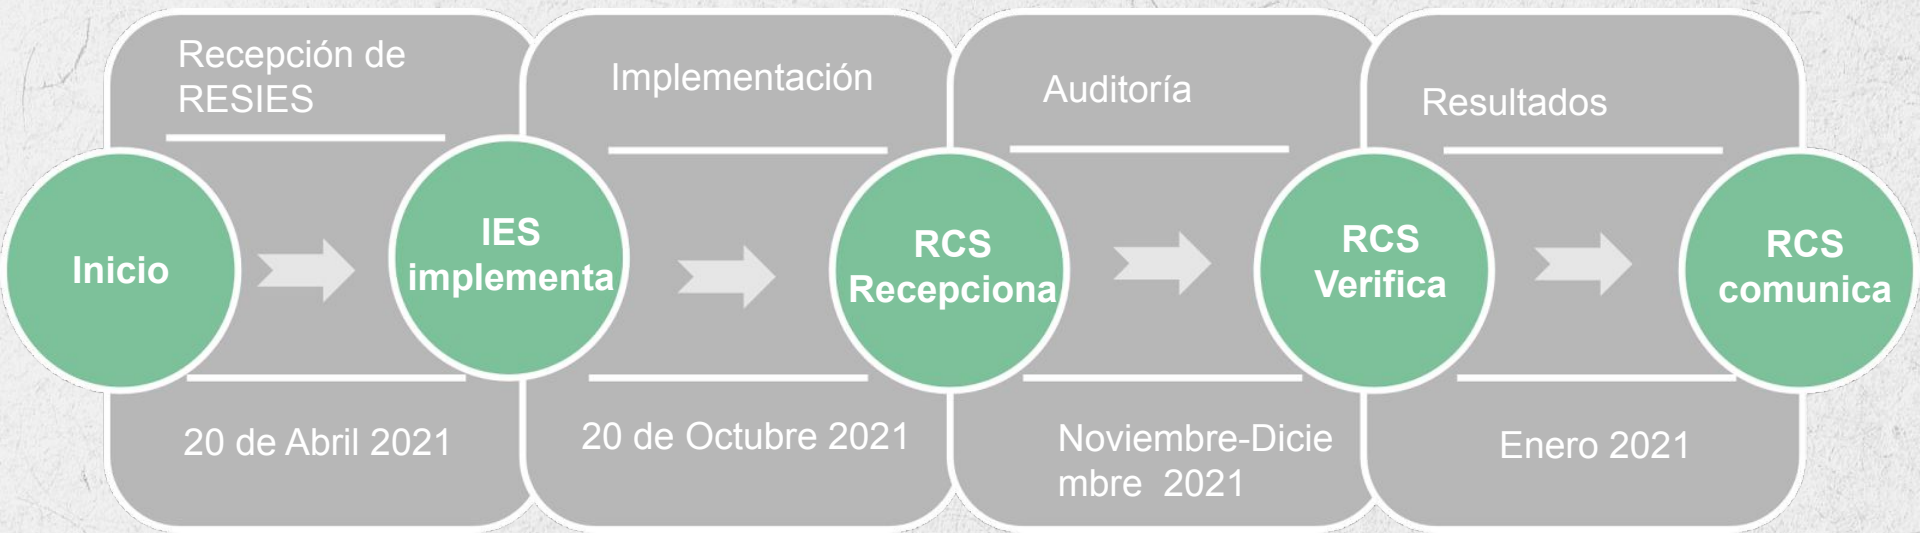 Recepción de
RESIES
Implementación
Auditoría
Resultados
Inicio
IES
implementa
RCS
Recepciona
RCS
Verifica
RCS
comunica
20 de Abril 2021
20 de Octubre 2021
Noviembre-Dicie
mbre 2021
Enero 2021